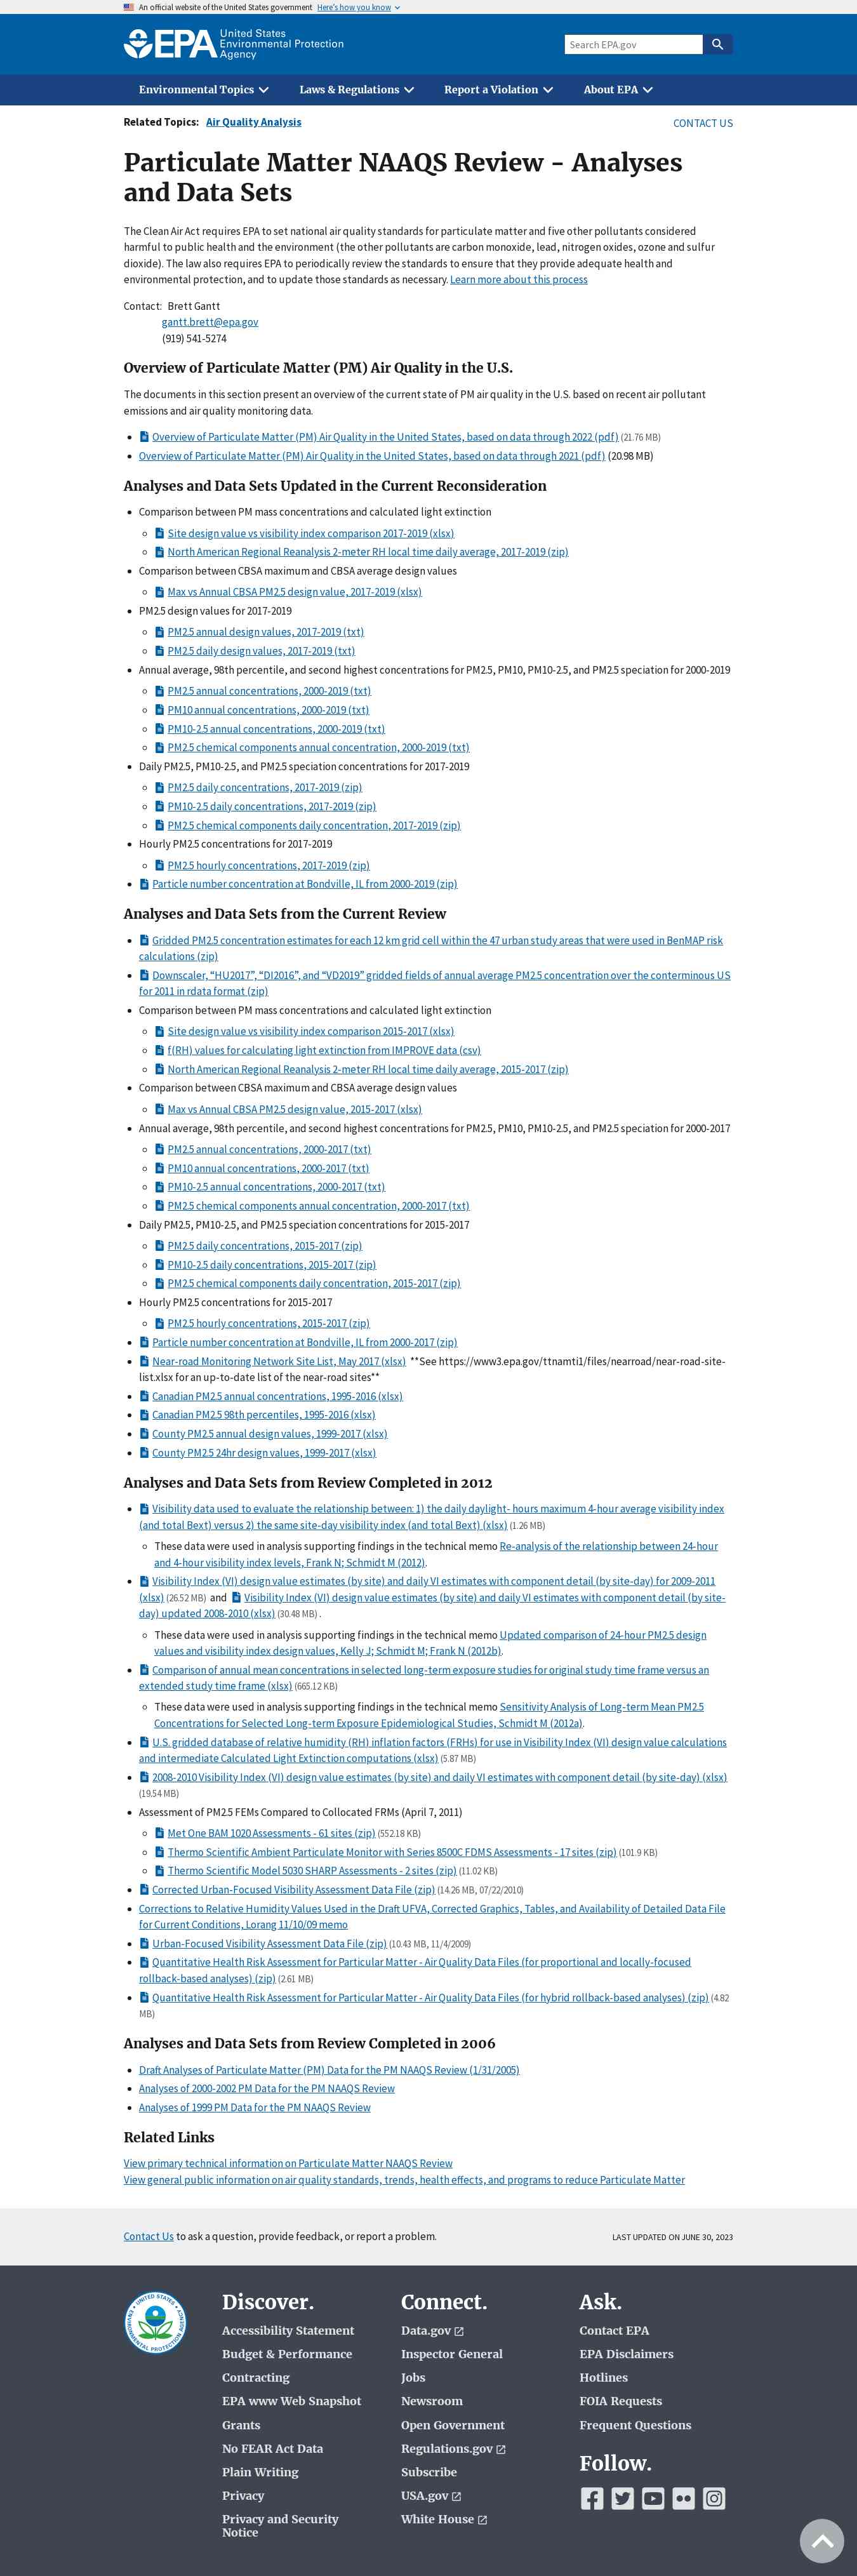 An official website of the United States government Here's how you know
EPA United States
Environmental Protection
Agency
Search EPA.gov
Environmental Topics Laws & Regulations Report a Violation About EPA
Related Topics: Air Quality Analysis CONTACT US
Particulate Matter NAAQS Review - Analyses
and Data Sets
The Clean Air Act requires EPA to set national air quality standards for particulate matter and five other pollutants considered
harmful to public health and the environment (the other pollutants are carbon monoxide, lead, nitrogen oxides, ozone and sulfur
dioxide). The law also requires EPA to periodically review the standards to ensure that they provide adequate health and
environmental protection, and to update those standards as necessary. Learn more about this process
Contact: Brett Gantt
gantt.brett@epa.gov
(919) 541-5274
Overview of Particulate Matter (PM) Air Quality in the U.S.
The documents in this section present an overview of the current state of PM air quality in the U.S. based on recent air pollutant
emissions and air quality monitoring data.
Overview of Particulate Matter (PM) Air Quality in the United States, based on data through 2022 (pdf) (21.76 MB)
Overview of Particulate Matter (PM) Air Quality in the United States, based on data through 2021 (pdf) (20.98 MB)
Analyses and Data Sets Updated in the Current Reconsideration
Comparison between PM mass concentrations and calculated light extinction
Site design value vs visibility index comparison 2017-2019 (xlsx)
North American Regional Reanalysis 2-meter RH local time daily average, 2017-2019 (zip)
Comparison between CBSA maximum and CBSA average design values
Max vs Annual CBSA PM2.5 design value, 2017-2019 (xlsx)
PM2.5 design values for 2017-2019
PM2.5 annual design values, 2017-2019 (txt)
PM2.5 daily design values, 2017-2019 (txt)
Annual average, 98th percentile, and second highest concentrations for PM2.5, PM10, PM10-2.5, and PM2.5 speciation for 2000-2019
PM2.5 annual concentrations, 2000-2019 (txt)
PM10 annual concentrations, 2000-2019 (txt)
PM10-2.5 annual concentrations, 2000-2019 (txt)
PM2.5 chemical components annual concentration, 2000-2019 (txt)
Daily PM2.5, PM10-2.5, and PM2.5 speciation concentrations for 2017-2019
PM2.5 daily concentrations, 2017-2019 (zip)
PM10-2.5 daily concentrations, 2017-2019 (zip)
PM2.5 chemical components daily concentration, 2017-2019 (zip)
Hourly PM2.5 concentrations for 2017-2019
PM2.5 hourly concentrations, 2017-2019 (zip)
Particle number concentration at Bondville, IL from 2000-2019 (zip)
Analyses and Data Sets from the Current Review
Gridded PM2.5 concentration estimates for each 12 km grid cell within the 47 urban study areas that were used in BenMAP risk
calculations (zip)
Downscaler, “HU2017”, “DI2016”, and “VD2019” gridded fields of annual average PM2.5 concentration over the conterminous US
for 2011 in rdata format (zip)
Comparison between PM mass concentrations and calculated light extinction
Site design value vs visibility index comparison 2015-2017 (xlsx)
f(RH) values for calculating light extinction from IMPROVE data (csv)
North American Regional Reanalysis 2-meter RH local time daily average, 2015-2017 (zip)
Comparison between CBSA maximum and CBSA average design values
Max vs Annual CBSA PM2.5 design value, 2015-2017 (xlsx)
Annual average, 98th percentile, and second highest concentrations for PM2.5, PM10, PM10-2.5, and PM2.5 speciation for 2000-2017
PM2.5 annual concentrations, 2000-2017 (txt)
PM10 annual concentrations, 2000-2017 (txt)
PM10-2.5 annual concentrations, 2000-2017 (txt)
PM2.5 chemical components annual concentration, 2000-2017 (txt)
Daily PM2.5, PM10-2.5, and PM2.5 speciation concentrations for 2015-2017
PM2.5 daily concentrations, 2015-2017 (zip)
PM10-2.5 daily concentrations, 2015-2017 (zip)
PM2.5 chemical components daily concentration, 2015-2017 (zip)
Hourly PM2.5 concentrations for 2015-2017
PM2.5 hourly concentrations, 2015-2017 (zip)
Particle number concentration at Bondville, IL from 2000-2017 (zip)
Near-road Monitoring Network Site List, May 2017 (xlsx) **See https://www3.epa.gov/ttnamti1/files/nearroad/near-road-site-
list.xlsx for an up-to-date list of the near-road sites**
Canadian PM2.5 annual concentrations, 1995-2016 (xlsx)
Canadian PM2.5 98th percentiles, 1995-2016 (xlsx)
County PM2.5 annual design values, 1999-2017 (xlsx)
County PM2.5 24hr design values, 1999-2017 (xlsx)
Analyses and Data Sets from Review Completed in 2012
Visibility data used to evaluate the relationship between: 1) the daily daylight- hours maximum 4-hour average visibility index
(and total Bext) versus 2) the same site-day visibility index (and total Bext) (xlsx) (1.26 MB)
These data were used in analysis supporting findings in the technical memo Re-analysis of the relationship between 24-hour
and 4-hour visibility index levels, Frank N; Schmidt M (2012).
Visibility Index (VI) design value estimates (by site) and daily VI estimates with component detail (by site-day) for 2009-2011
(xlsx) (26.52 MB) and Visibility Index (VI) design value estimates (by site) and daily VI estimates with component detail (by site-
day) updated 2008-2010 (xlsx) (30.48 MB) .
These data were used in analysis supporting findings in the technical memo Updated comparison of 24-hour PM2.5 design
values and visibility index design values, Kelly J; Schmidt M; Frank N (2012b).
Comparison of annual mean concentrations in selected long-term exposure studies for original study time frame versus an
extended study time frame (xlsx) (665.12 KB)
These data were used in analysis supporting findings in the technical memo Sensitivity Analysis of Long-term Mean PM2.5
Concentrations for Selected Long-term Exposure Epidemiological Studies, Schmidt M (2012a).
U.S. gridded database of relative humidity (RH) inflation factors (FRHs) for use in Visibility Index (VI) design value calculations
and intermediate Calculated Light Extinction computations (xlsx) (5.87 MB)
2008-2010 Visibility Index (VI) design value estimates (by site) and daily VI estimates with component detail (by site-day) (xlsx)
(19.54 MB)
Assessment of PM2.5 FEMs Compared to Collocated FRMs (April 7, 2011)
Met One BAM 1020 Assessments - 61 sites (zip) (552.18 KB)
Thermo Scientific Ambient Particulate Monitor with Series 8500C FDMS Assessments - 17 sites (zip) (101.9 KB)
Thermo Scientific Model 5030 SHARP Assessments - 2 sites (zip) (11.02 KB)
Corrected Urban-Focused Visibility Assessment Data File (zip) (14.26 MB, 07/22/2010)
Corrections to Relative Humidity Values Used in the Draft UFVA, Corrected Graphics, Tables, and Availability of Detailed Data File
for Current Conditions, Lorang 11/10/09 memo
Urban-Focused Visibility Assessment Data File (zip) (10.43 MB, 11/4/2009)
Quantitative Health Risk Assessment for Particular Matter - Air Quality Data Files (for proportional and locally-focused
rollback-based analyses) (zip) (2.61 MB)
Quantitative Health Risk Assessment for Particular Matter - Air Quality Data Files (for hybrid rollback-based analyses) (zip) (4.82
MB)
Analyses and Data Sets from Review Completed in 2006
Draft Analyses of Particulate Matter (PM) Data for the PM NAAQS Review (1/31/2005)
Analyses of 2000-2002 PM Data for the PM NAAQS Review
Analyses of 1999 PM Data for the PM NAAQS Review
Related Links
View primary technical information on Particulate Matter NAAQS Review
View general public information on air quality standards, trends, health effects, and programs to reduce Particulate Matter
Contact Us to ask a question, provide feedback, or report a problem. LAST UPDATED ON JUNE 30, 2023
Discover.
Accessibility Statement
Budget & Performance
Contracting
EPA www Web Snapshot
Grants
No FEAR Act Data
Plain Writing
Privacy
Privacy and Security
Notice
Connect.
Data.gov
Inspector General
Jobs
Newsroom
Open Government
Regulations.gov
Subscribe
USA.gov
White House
Ask.
Contact EPA
EPA Disclaimers
Hotlines
FOIA Requests
Frequent Questions
Follow.